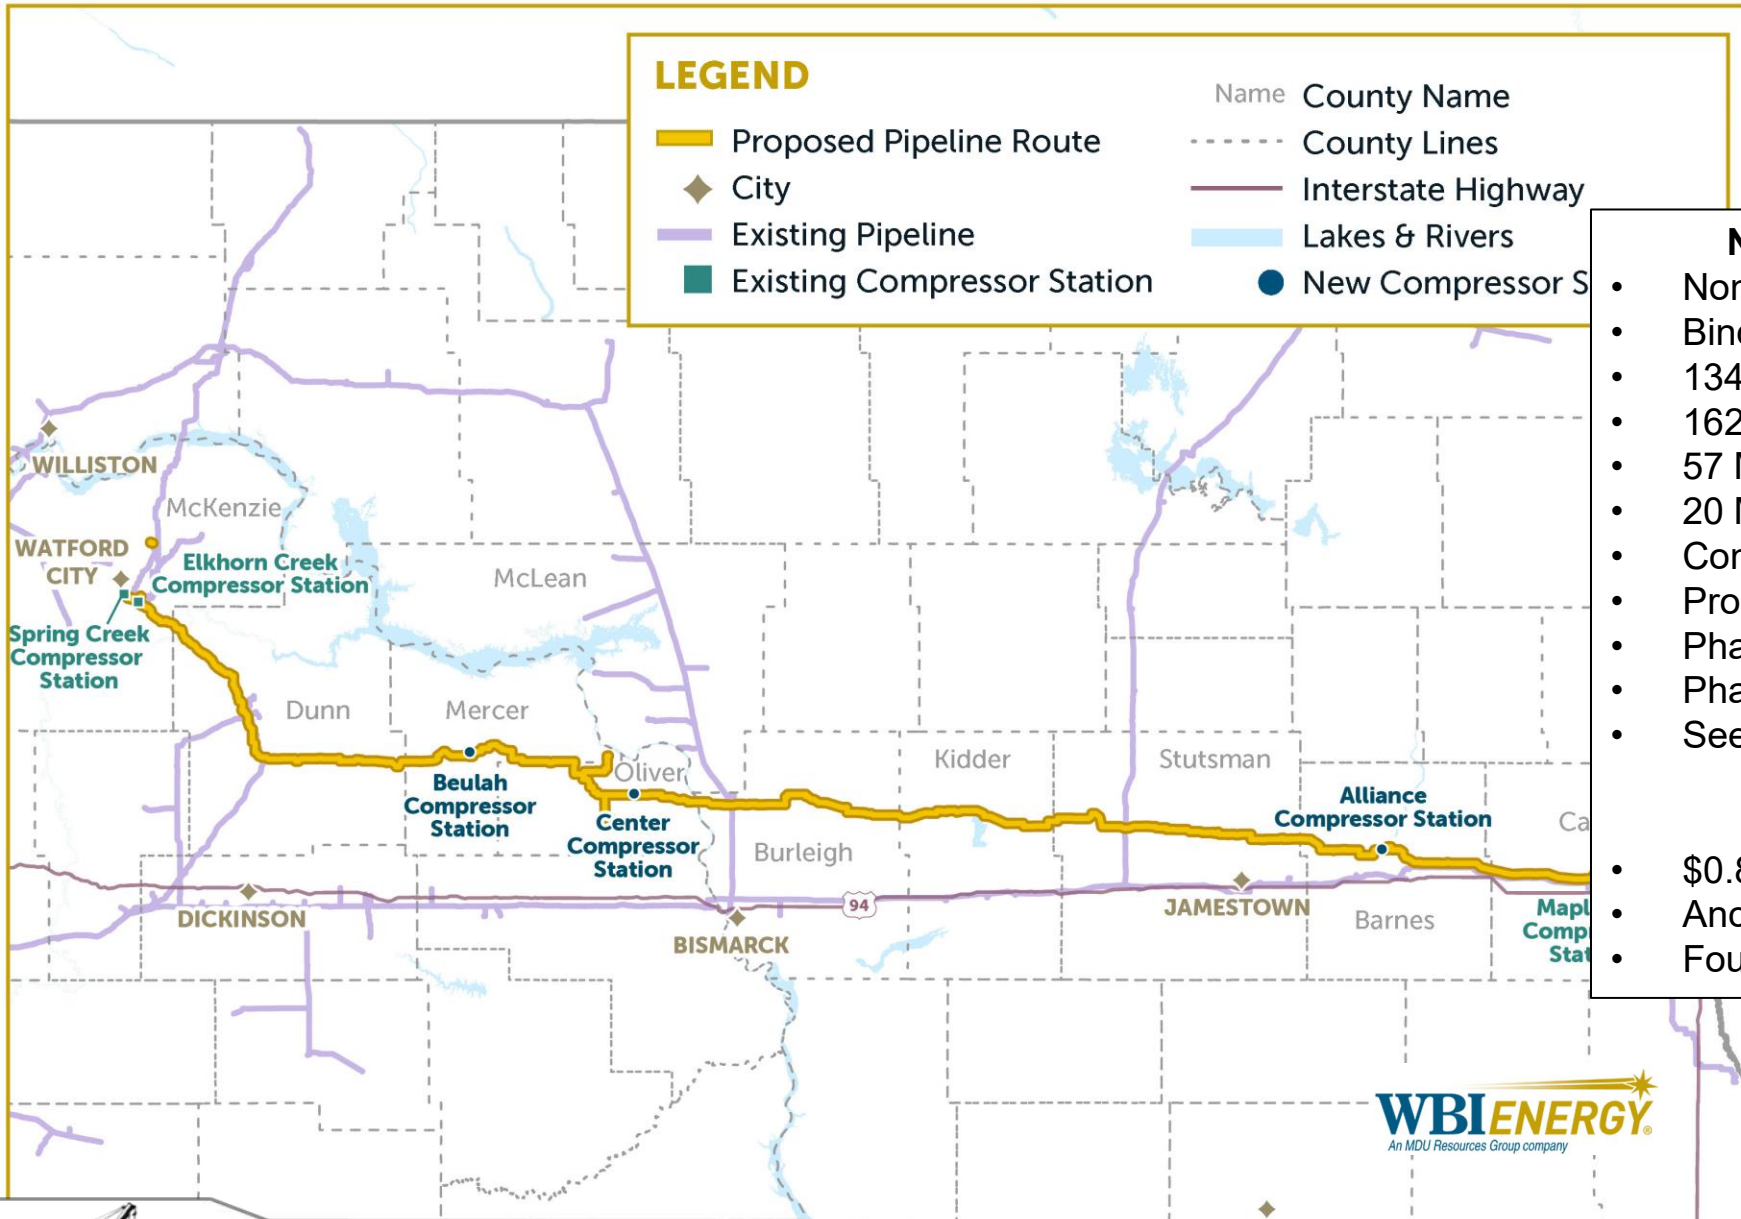 LEGEND
Proposed Pipeline Route
City
Existing Pipeline
Existing Compressor Station
Name County Name
County Lines
Interstate Highway
Lakes & Rivers
New Compressor S
N
• Nor
• Bin
• 134
• 162
• 57
• 20
• Con
• Pro
• Pha
• Pha
• See
• $0.8
• Anc
• Fou
WILLISTON
McKenzie
WATFORD
CITY
Elkhorn Creek
Compressor Station
Spring Creek
Compressor
Station
McLean
Dunn
Mercer
Beulah
Compressor
Station
Oliver
Center
Compressor
Station
Burleigh
Kidder
Stutsman
Alliance
Compressor Station
Ca
DICKINSON
BISMARCK
94
JAMESTOWN
Barnes
Mapl
Comp
Stat
WBI ENERGY®
An MDU Resources Group company